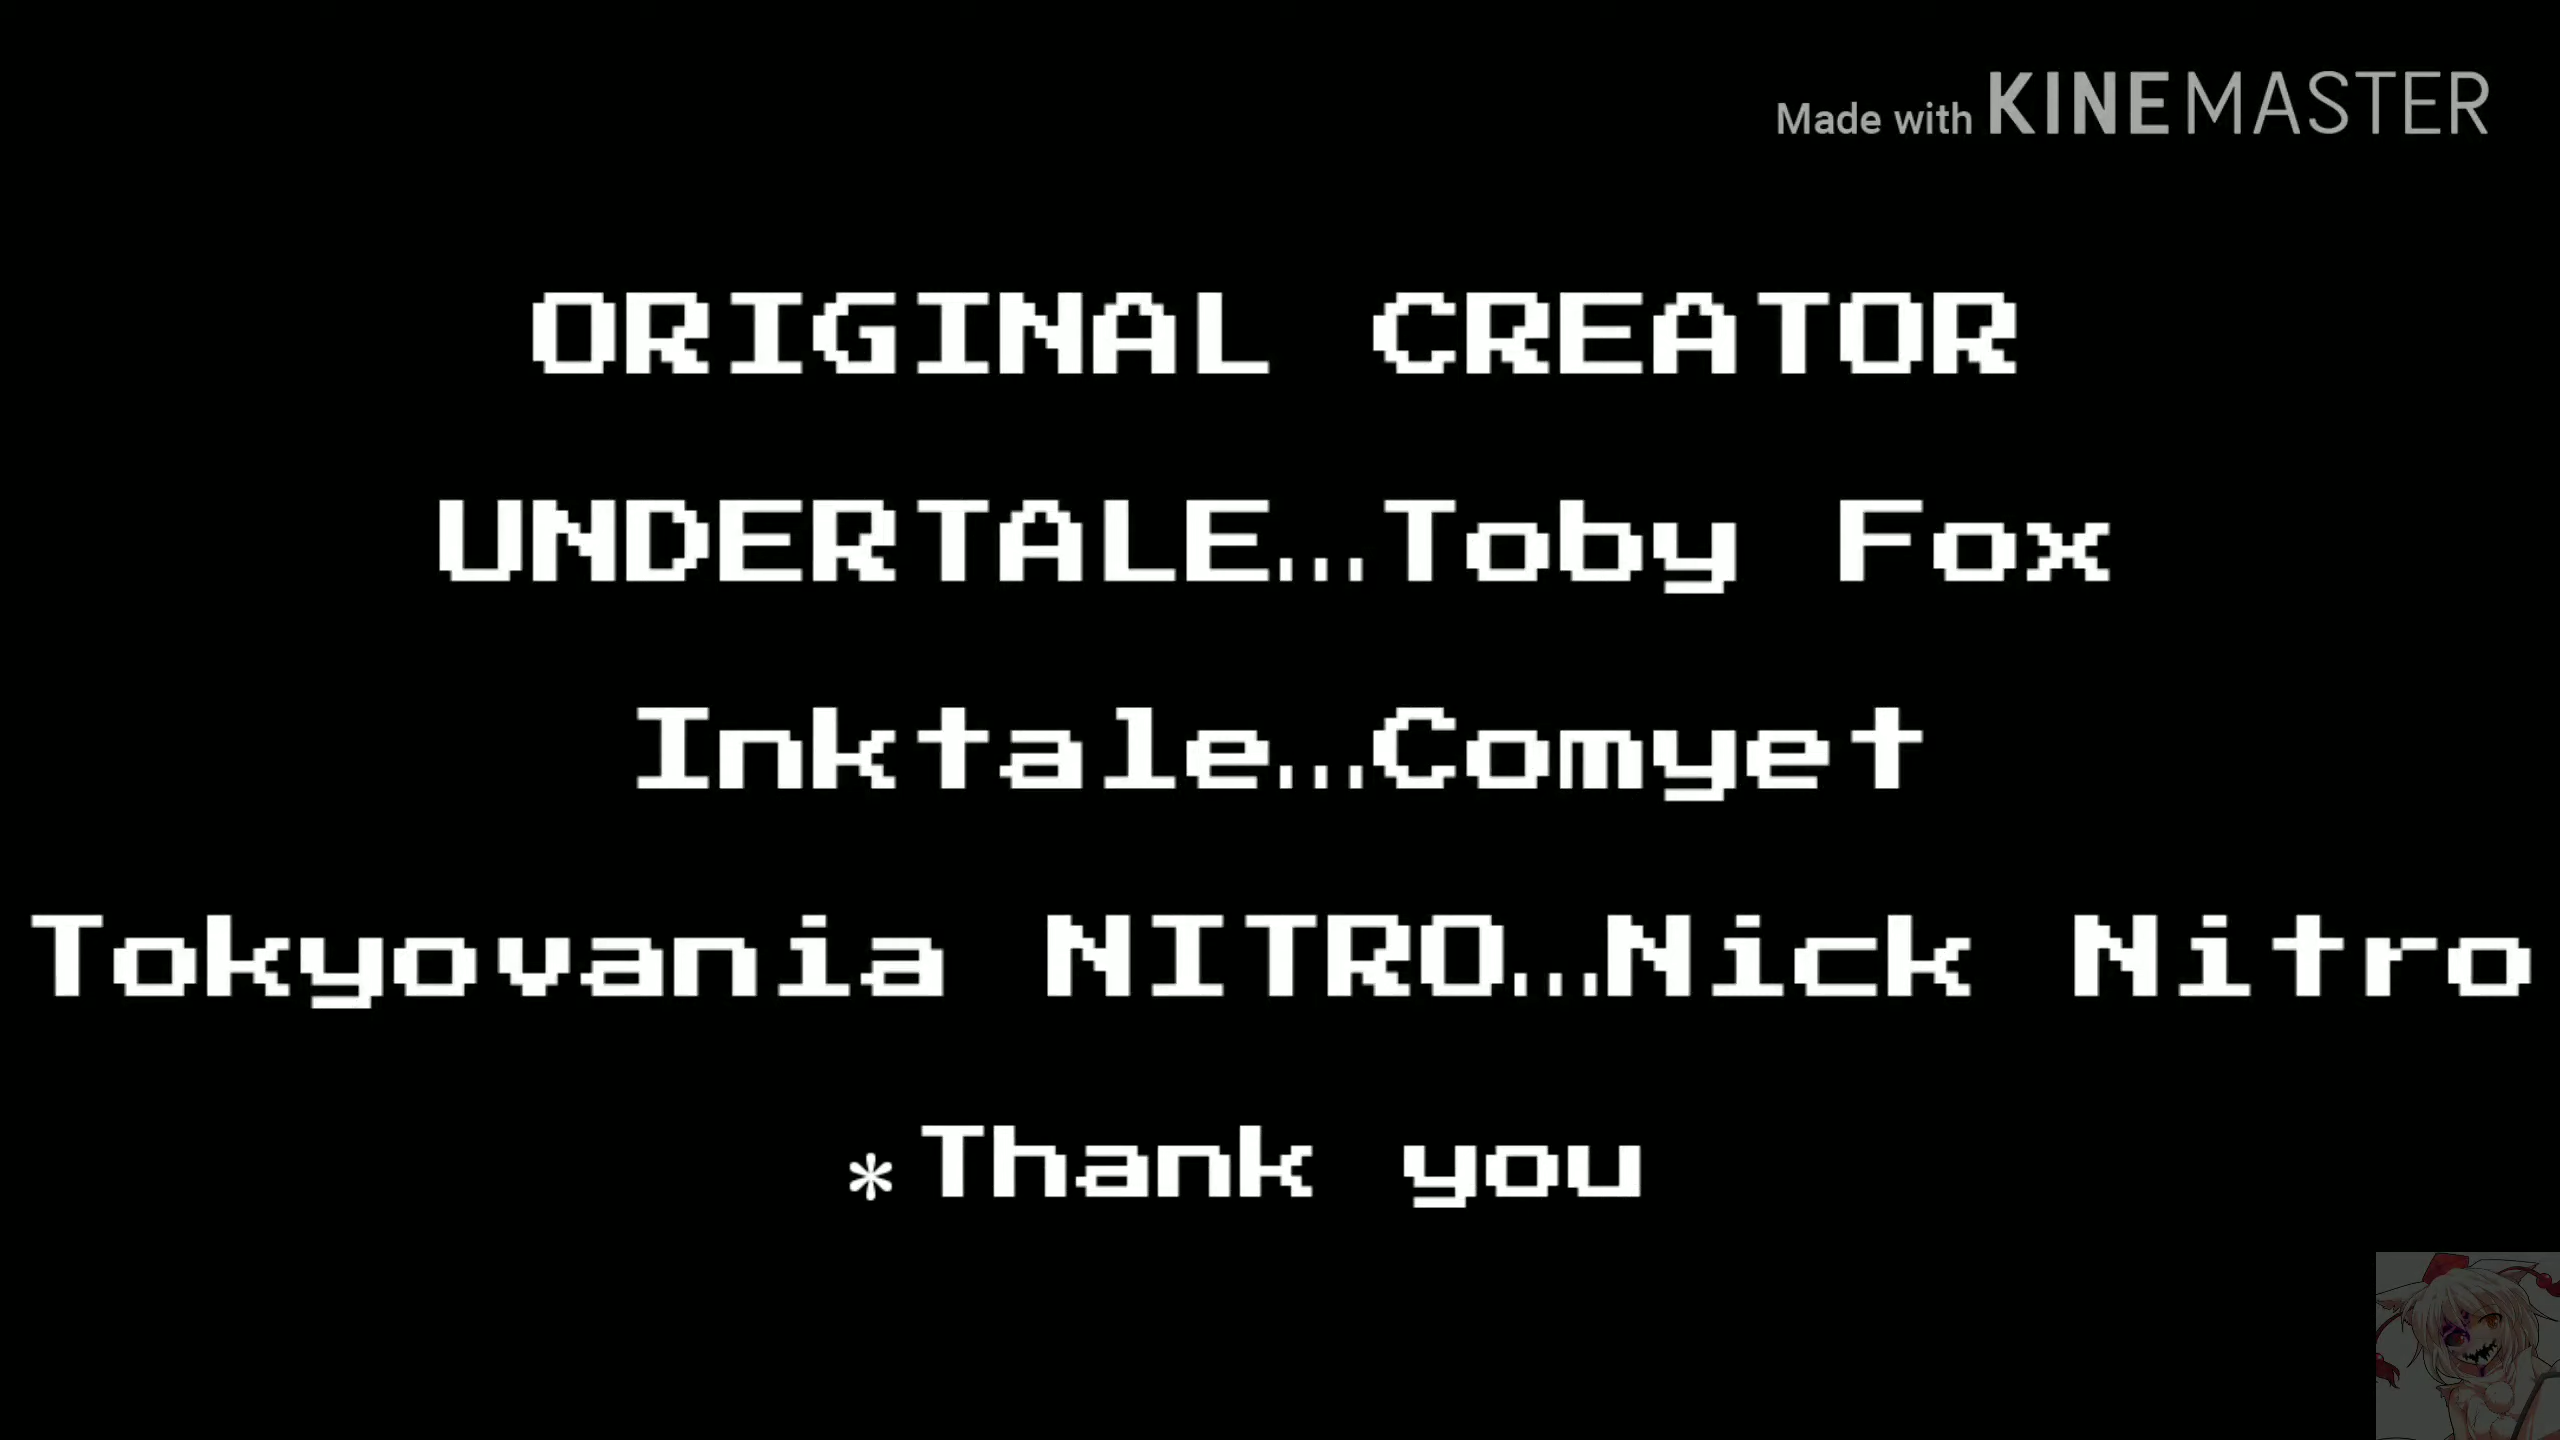 Made with KINEMASTER
ORIGINAL CREATOR
UNDERTALE...Toby Fox
Inktale...Comyet
Tokyovania NITRO...Nick Nitro
*Thank you